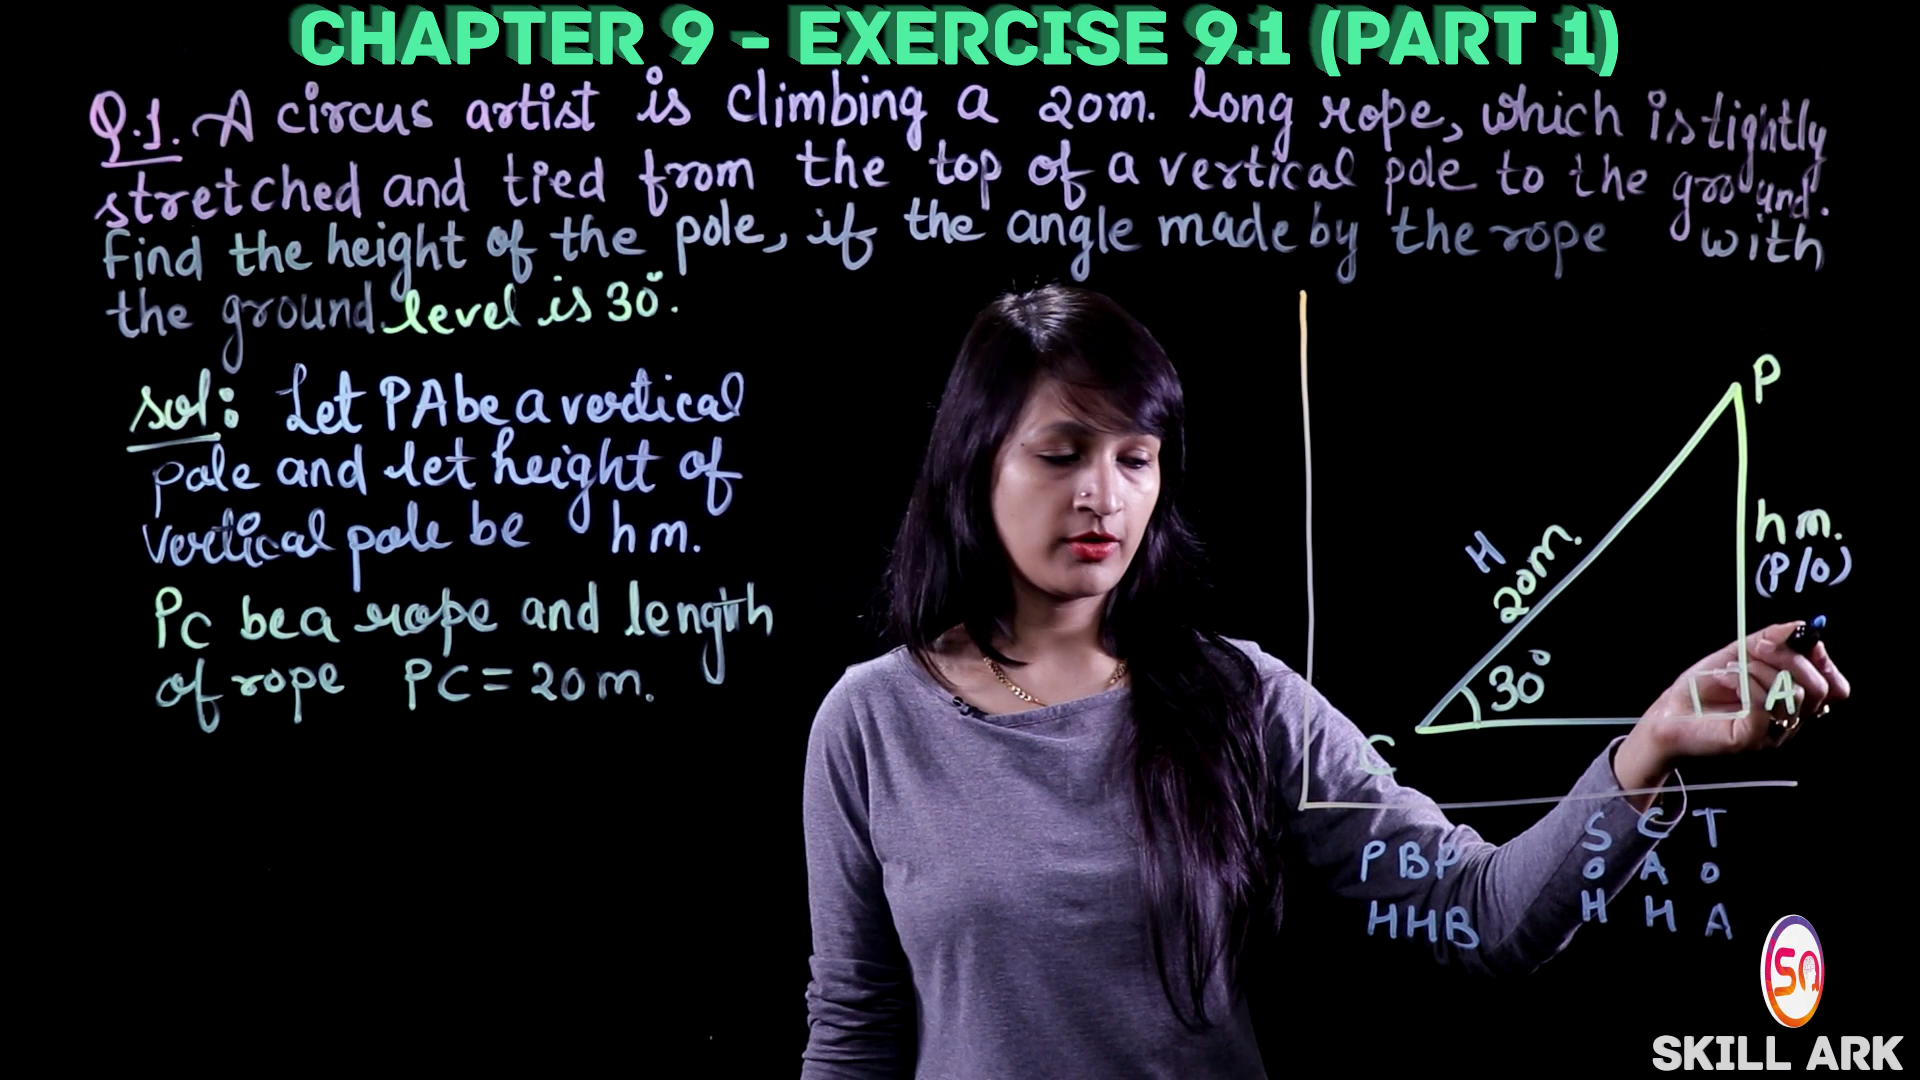 CHAPTER 9 - EXERCISE 9.1 (PART 1)
Q.1. A circus artist is climbing a 20m. long rope, which is tightly
stretched and tied from the top of a vertical pole to the ground.
Find the height of the pole, if the angle made by the rope with
the ground level is 30°.
Sol: Let PA be a vertical
pole and let height of
vertical pole be h m.
PC be a rope and length
of rope PC = 20 m.
P
h m.
(P/O)
H
20m.
30°
A
C
PBP
HHB
S C T
O A O
H H A
SA
SKILL ARK